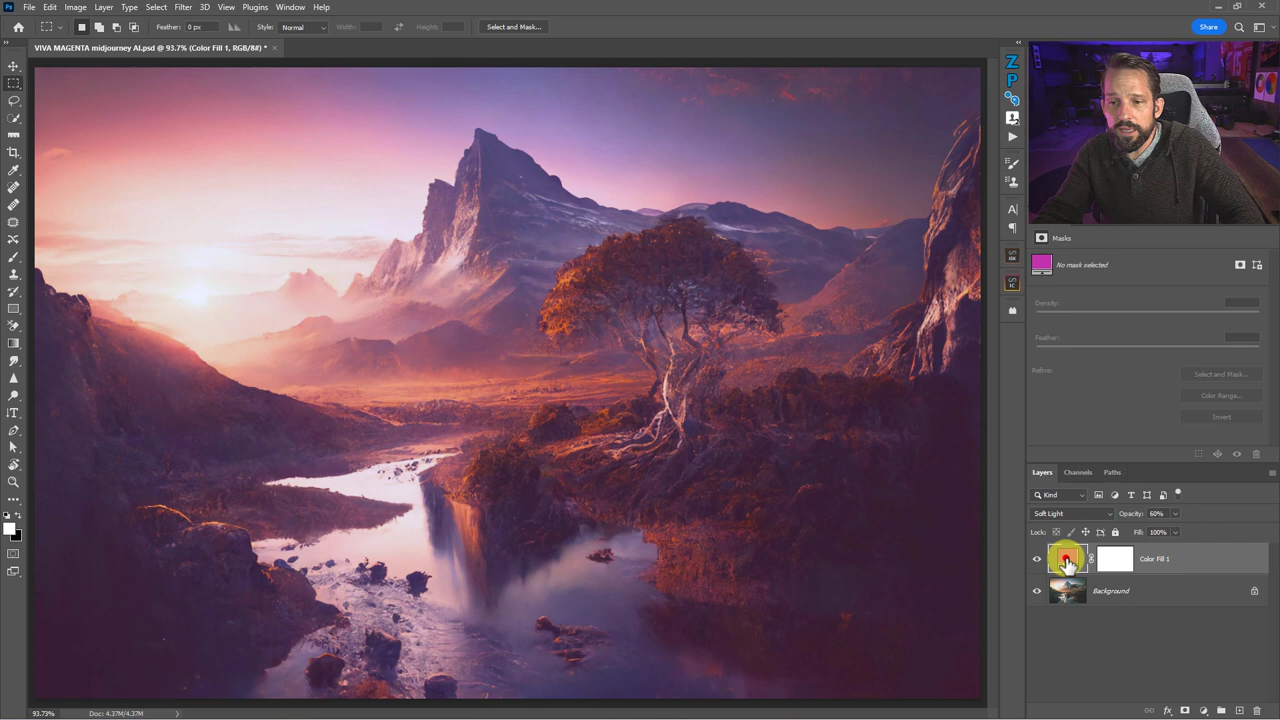 Ps File Edit Image Layer Type Select Filter 3D View Plugins Window Help
Feather: 0 px Style: Normal Width: Height: Select and Mask... Share
VIVA MAGENTA midjourney AI.psd @ 93.7% (Color Fill 1, RGB/8#) * ×
Z
P
A|
Masks
No mask selected
Density:
Feather:
Refine:
Select and Mask...
Color Range...
Invert
Layers Channels Paths
Kind
Soft Light Opacity: 60%
Lock: Fill: 100%
Color Fill 1
Background
93.73% Doc: 4.37M/4.37M